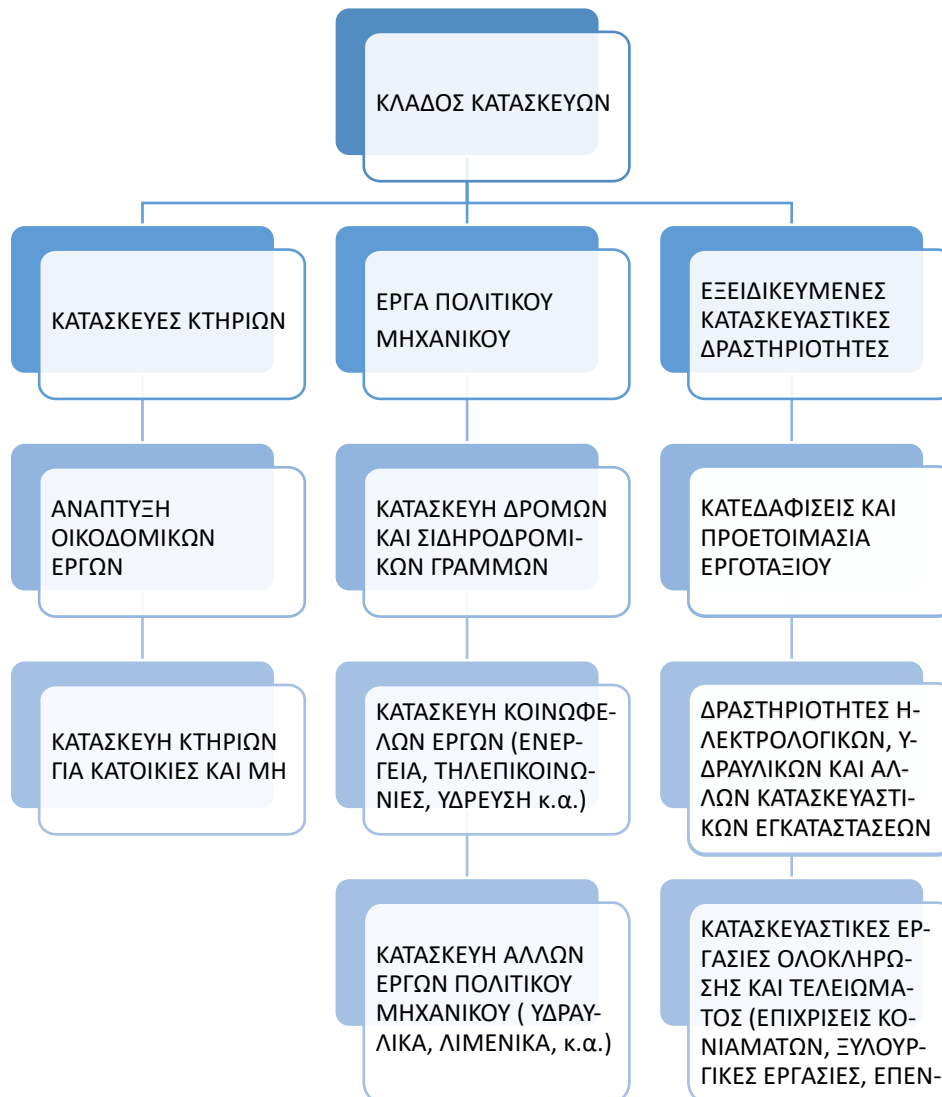 ΚΛΑΔΟΣ ΚΑΤΑΣΚΕΥΩΝ
ΚΑΤΑΣΚΕΥΕΣ ΚΤΗΡΙΩΝ
ΑΝΑΠΤΥΞΗ
ΟΙΚΟΔΟΜΙΚΩΝ
ΕΡΓΩΝ
ΚΑΤΑΣΚΕΥΗ ΚΤΗΡΙΩΝ
ΓΙΑ ΚΑΤΟΙΚΙΕΣ ΚΑΙ ΜΗ
ΕΡΓΑ ΠΟΛΙΤΙΚΟΥ
ΜΗΧΑΝΙΚΟΥ
ΚΑΤΑΣΚΕΥΗ ΔΡΟΜΩΝ
ΚΑΙ ΣΙΔΗΡΟΔΡΟΜΙ-
ΚΩΝ ΓΡΑΜΜΩΝ
ΚΑΤΑΣΚΕΥΗ ΚΟΙΝΩΦΕ-
ΛΩΝ ΕΡΓΩΝ (ΕΝΕΡ-
ΓΕΙΑ, ΤΗΛΕΠΙΚΟΙΝΩ-
ΝΙΕΣ, ΥΔΡΕΥΣΗ κ.α.)
ΚΑΤΑΣΚΕΥΗ ΑΛΛΩΝ
ΕΡΓΩΝ ΠΟΛΙΤΙΚΟΥ
ΜΗΧΑΝΙΚΟΥ ( ΥΔΡΑΥ-
ΛΙΚΑ, ΛΙΜΕΝΙΚΑ, κ.α.)
ΕΞΕΙΔΙΚΕΥΜΕΝΕΣ
ΚΑΤΑΣΚΕΥΑΣΤΙΚΕΣ
ΔΡΑΣΤΗΡΙΟΤΗΤΕΣ
ΚΑΤΕΔΑΦΙΣΕΙΣ ΚΑΙ
ΠΡΟΕΤΟΙΜΑΣΙΑ
ΕΡΓΟΤΑΞΙΟΥ
ΔΡΑΣΤΗΡΙΟΤΗΤΕΣ Η-
ΛΕΚΤΡΟΛΟΓΙΚΩΝ, Υ-
ΔΡΑΥΛΙΚΩΝ ΚΑΙ ΑΛ-
ΛΩΝ ΚΑΤΑΣΚΕΥΑΣΤΙ-
ΚΩΝ ΕΓΚΑΤΑΣΤΑΣΕΩΝ
ΚΑΤΑΣΚΕΥΑΣΤΙΚΕΣ ΕΡ-
ΓΑΣΙΕΣ ΟΛΟΚΛΗΡΩ-
ΣΗΣ ΚΑΙ ΤΕΛΕΙΩΜΑ-
ΤΟΣ (ΕΠΙΧΡΙΣΕΙΣ ΚΟ-
ΝΙΑΜΑΤΩΝ, ΞΥΛΟΥΡ-
ΓΙΚΕΣ ΕΡΓΑΣΙΕΣ, ΕΠΕΝ-